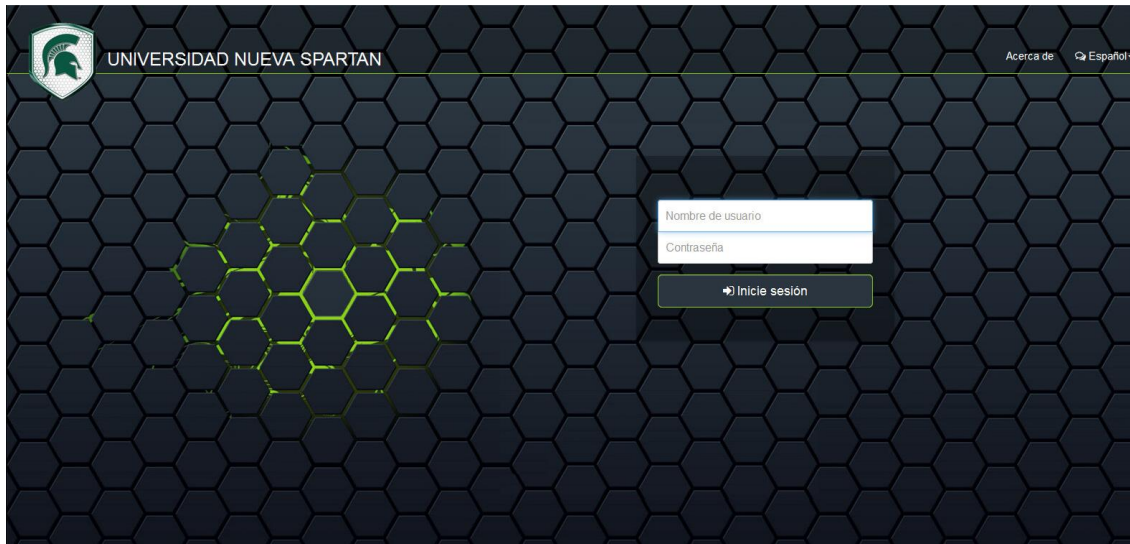 UNIVERSIDAD NUEVA SPARTAN
Acerca de
Español
Nombre de usuario
Contraseña
Inicie sesión